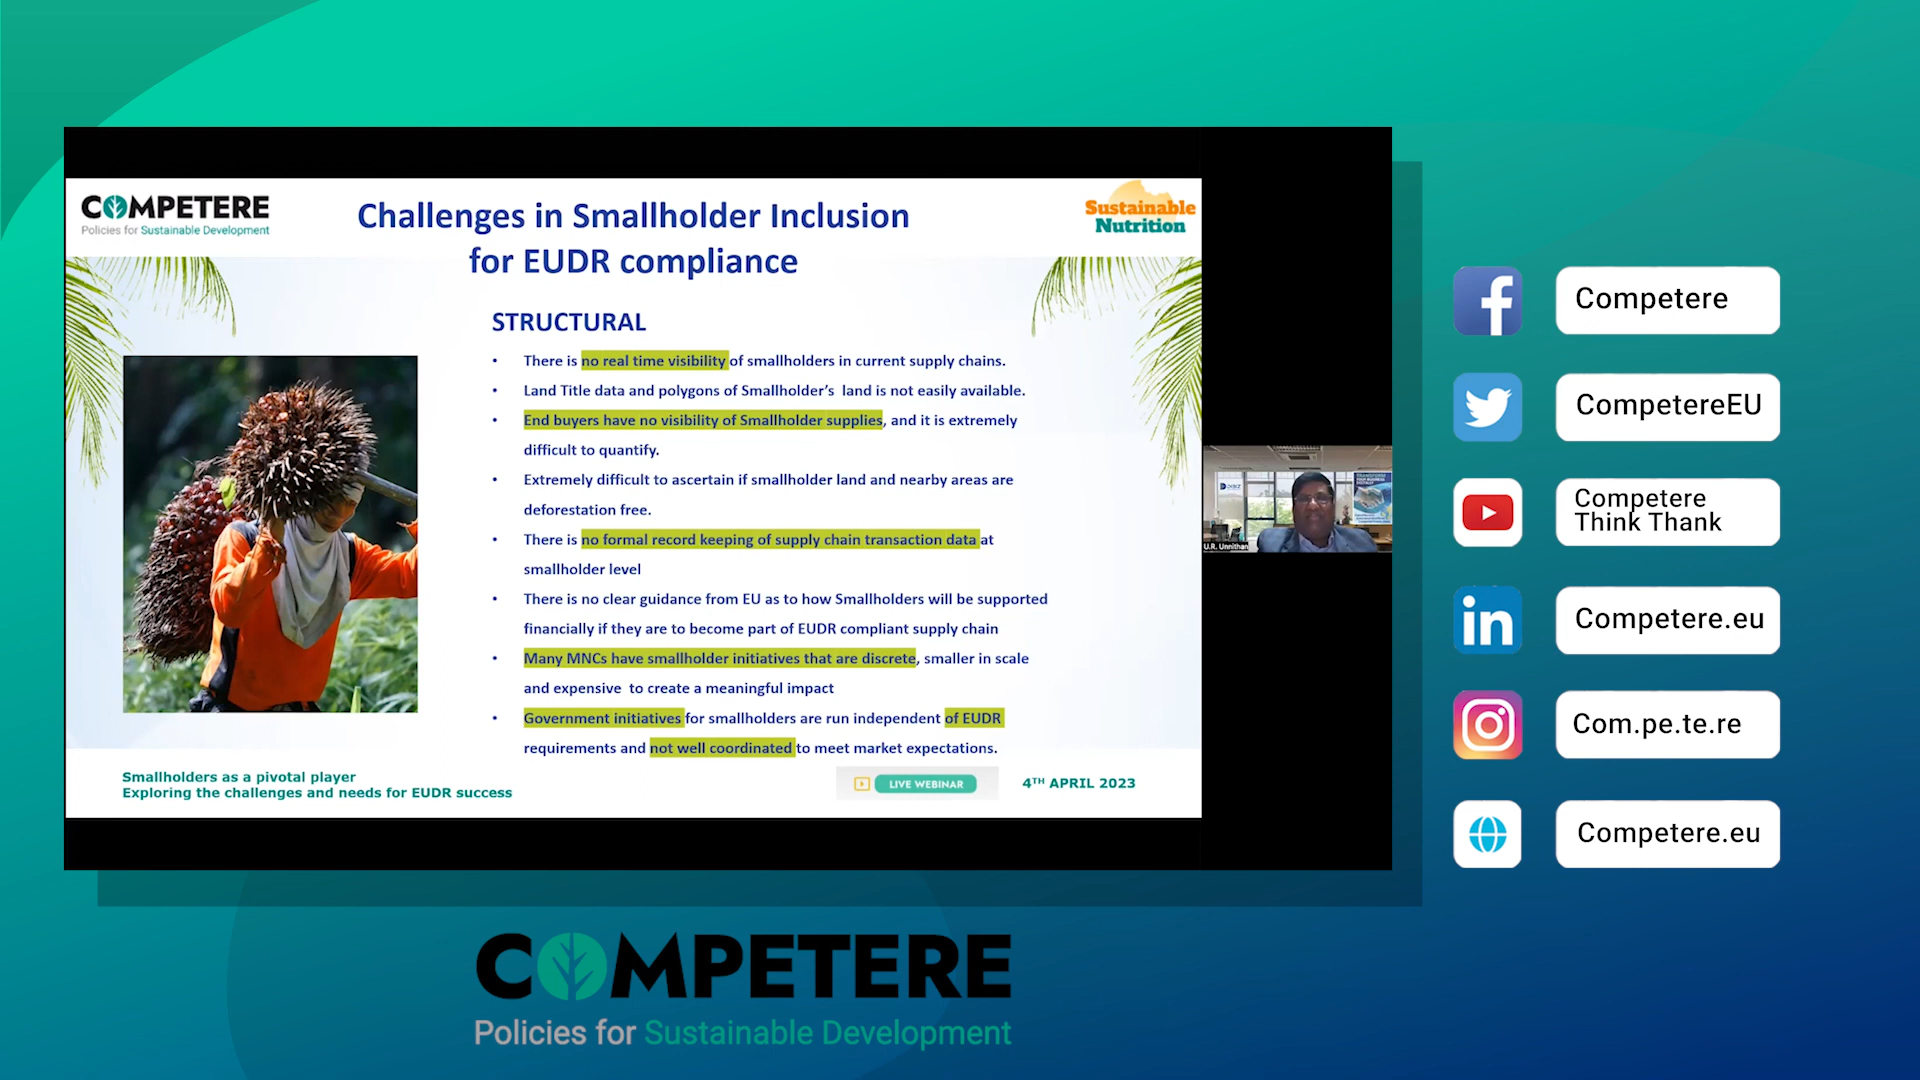 COMPETERE
Policies for Sustainable Development
Challenges in Smallholder Inclusion
for EUDR compliance
Sustainable
Nutrition
STRUCTURAL
• There is no real time visibility of smallholders in current supply chains.
• Land Title data and polygons of Smallholder’s land is not easily available.
• End buyers have no visibility of Smallholder supplies, and it is extremely
difficult to quantify.
• Extremely difficult to ascertain if smallholder land and nearby areas are
deforestation free.
• There is no formal record keeping of supply chain transaction data at
smallholder level
• There is no clear guidance from EU as to how Smallholders will be supported
financially if they are to become part of EUDR compliant supply chain
• Many MNCs have smallholder initiatives that are discrete, smaller in scale
and expensive to create a meaningful impact
• Government initiatives for smallholders are run independent of EUDR
requirements and not well coordinated to meet market expectations.
Smallholders as a pivotal player
Exploring the challenges and needs for EUDR success
LIVE WEBINAR
4TH APRIL 2023
U.R. Unnithan
Competere
CompetereEU
Competere
Think Thank
Competere.eu
Com.pe.te.re
Competere.eu
COMPETERE
Policies for Sustainable Development